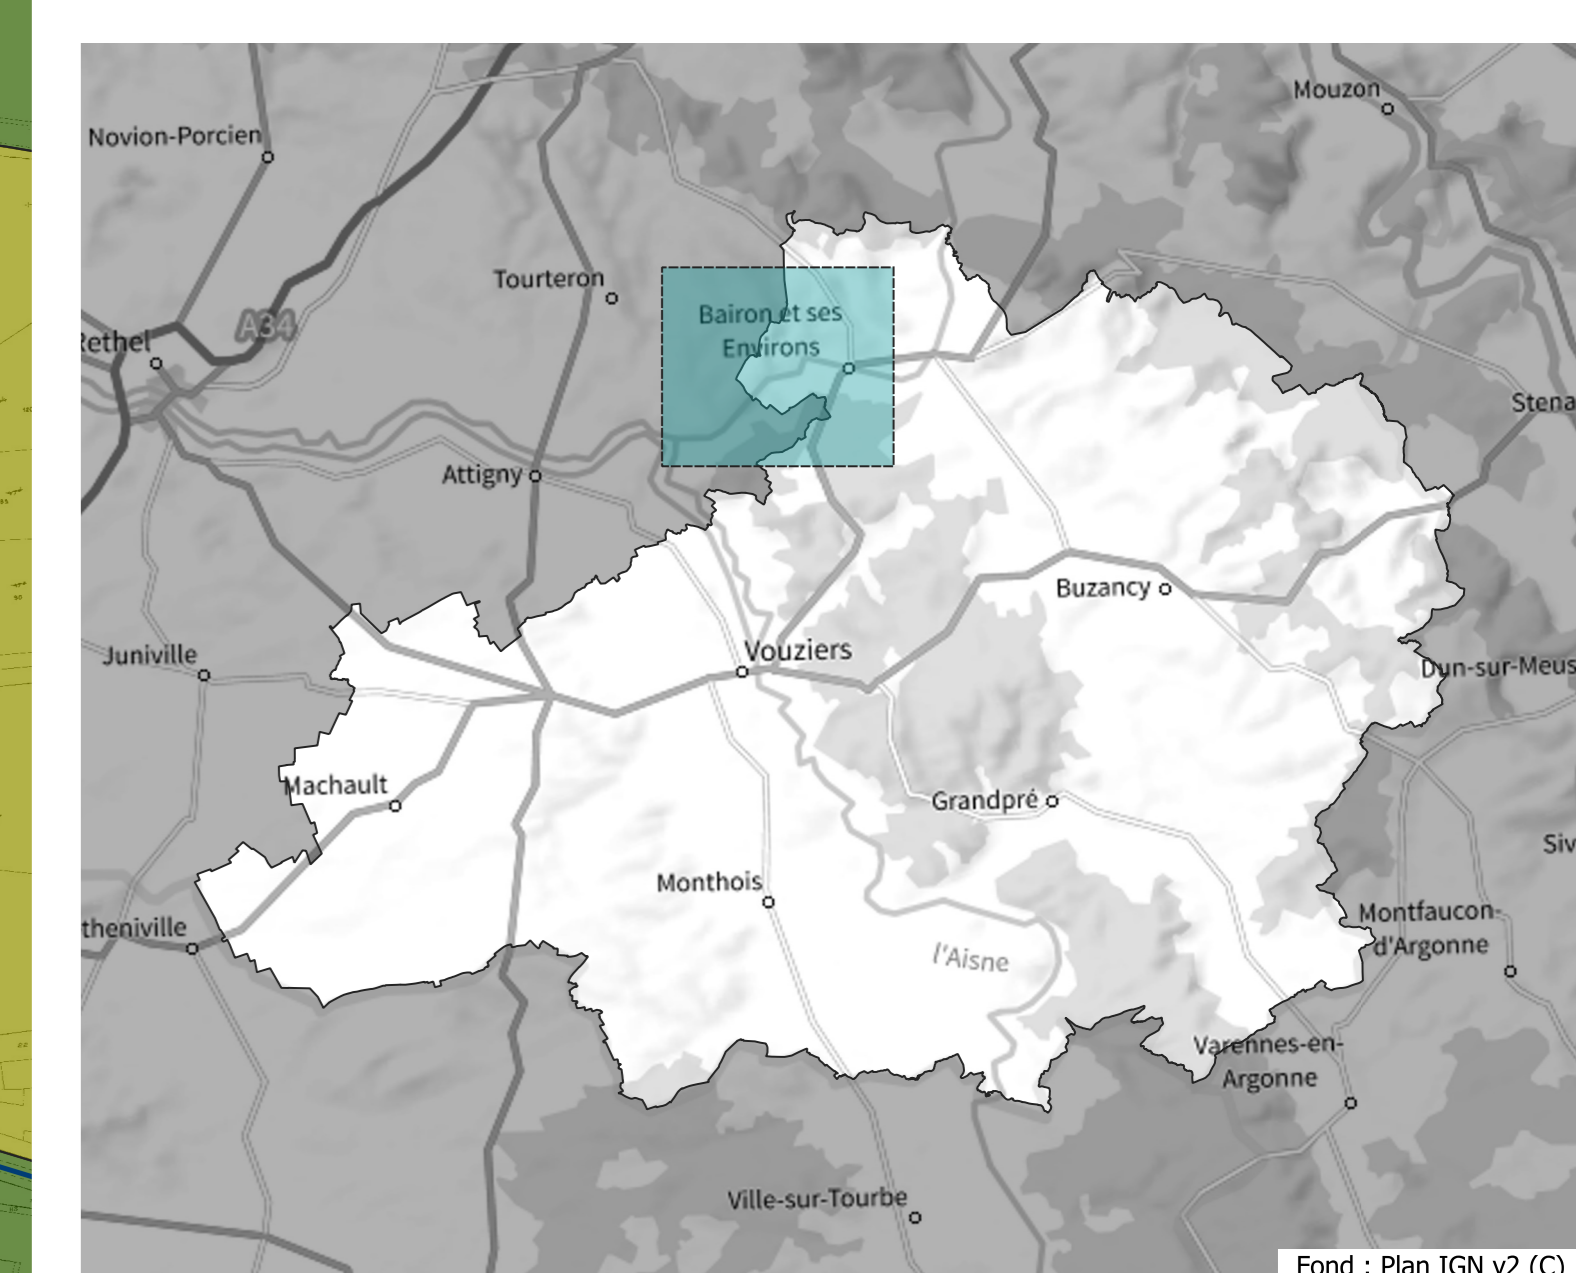 Mouzon
Novion-Porcien
Tourteron
Bairon et ses
Environs
A34
Rethel
Stena
Attigny
Buzancy
Vouziers
Juniville
Dun-sur-Meus
Machault
Grandpré
Siv
Monthois
Montfaucon-
d'Argonne
theniville
l'Aisne
Varennes-en-
Argonne
Ville-sur-Tourbe
Fond : Plan IGN v2 (C)